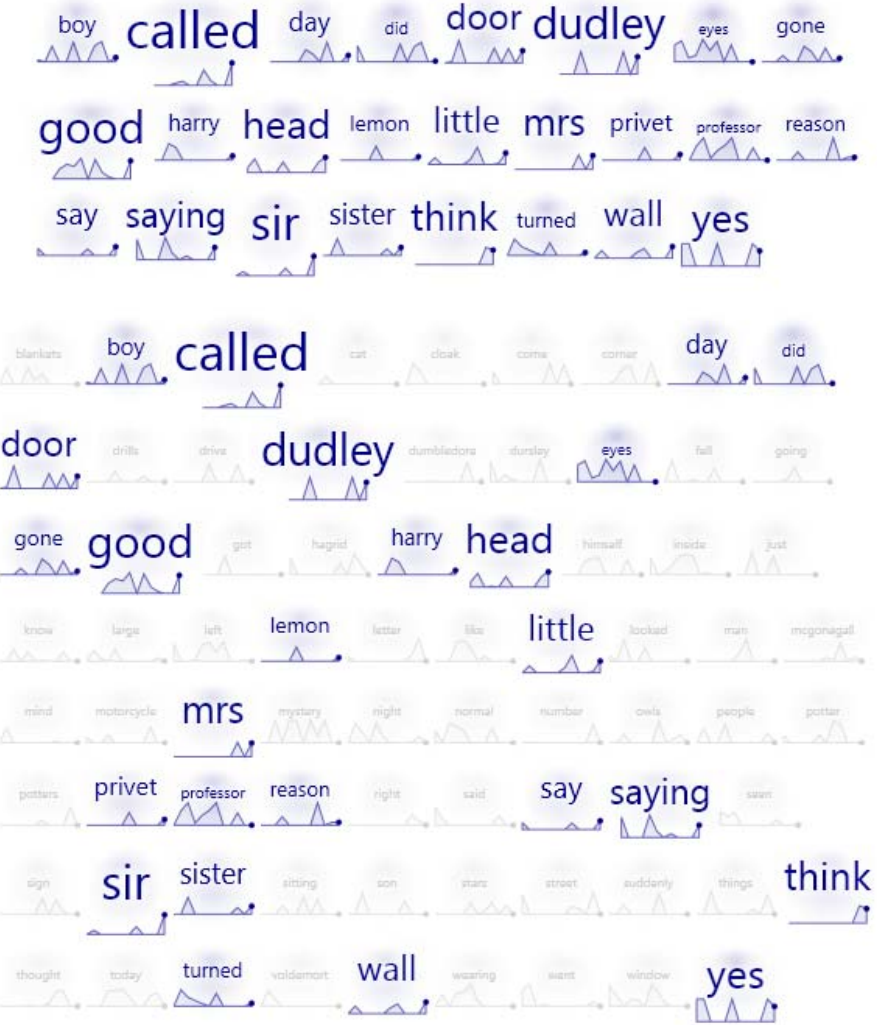 boy called day did door dudley eyes gone
good harry head lemon little mrs privet professor reason
say saying sir sister think turned wall yes
blankets boy called cat cloak come corner day did
door drills drive dudley dumbledore dursley eyes fell going
gone good got hagrid harry head himself inside just
know large left lemon letter like little looked man mcgonagall
mind motorcycle mrs mystery night normal number owls people potter
potters privet professor reason right said say saying seen
sign sir sister sitting son stars street suddenly things think
thought today turned voldemort wall wearing went window yes